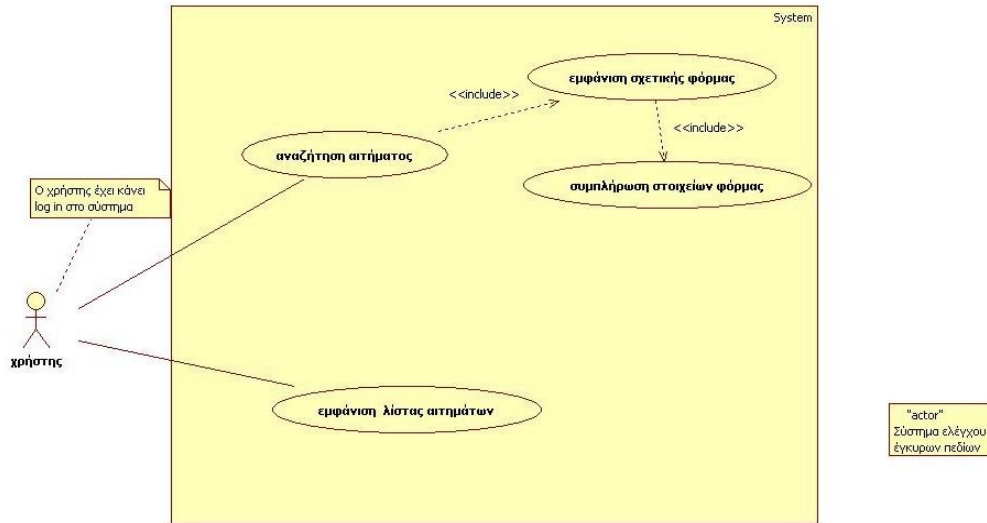 System
εμφάνιση σχετικής φόρμας
<<include>>
<<include>>
αναζήτηση αιτήματος
συμπλήρωση στοιχείων φόρμας
Ο χρήστης έχει κάνει
log in στο σύστημα
χρήστης
εμφάνιση λίστας αιτημάτων
"actor"
Σύστημα ελέγχου
έγκυρων πεδίων